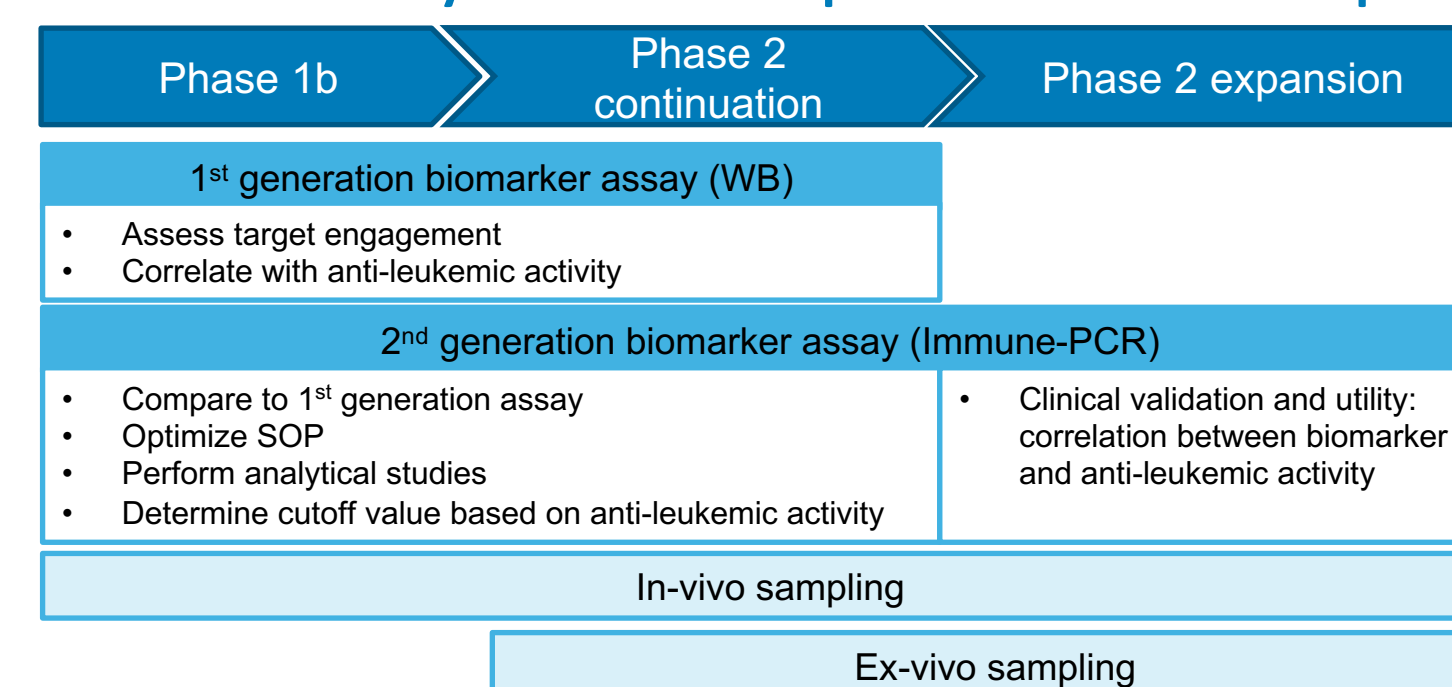 Phase 1b
Phase 2
continuation
Phase 2 expansion
1st generation biomarker assay (WB)
• Assess target engagement
• Correlate with anti-leukemic activity
2nd generation biomarker assay (Immune-PCR)
• Compare to 1st generation assay
• Optimize SOP
• Perform analytical studies
• Determine cutoff value based on anti-leukemic activity
• Clinical validation and utility:
correlation between biomarker
and anti-leukemic activity
In-vivo sampling
Ex-vivo sampling